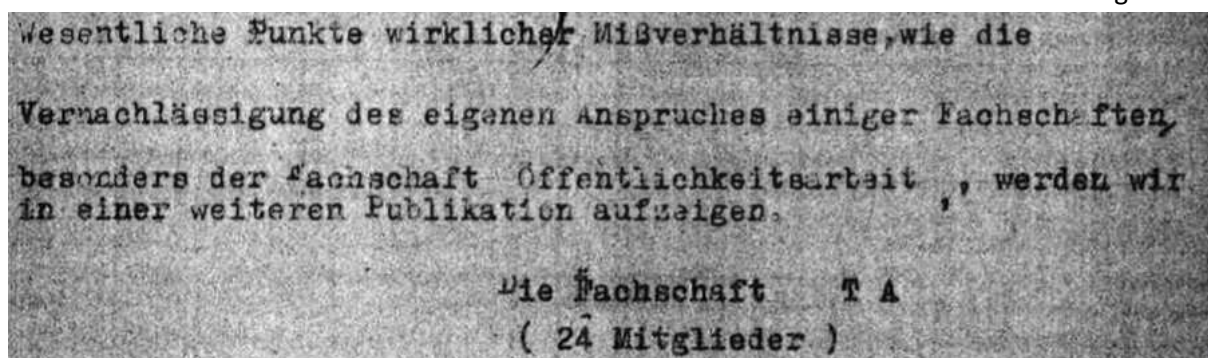 Wesentliche Punkte wirklicher Mißverhältnisse, wie die
Vernachlässigung des eigenen Anspruches einiger Fachschaften,
besonders der Fachschaft Öffentlichkeitsarbeit , werden wir
in einer weiteren Publikation aufzeigen.
Die Fachschaft T A
( 24 Mitglieder )